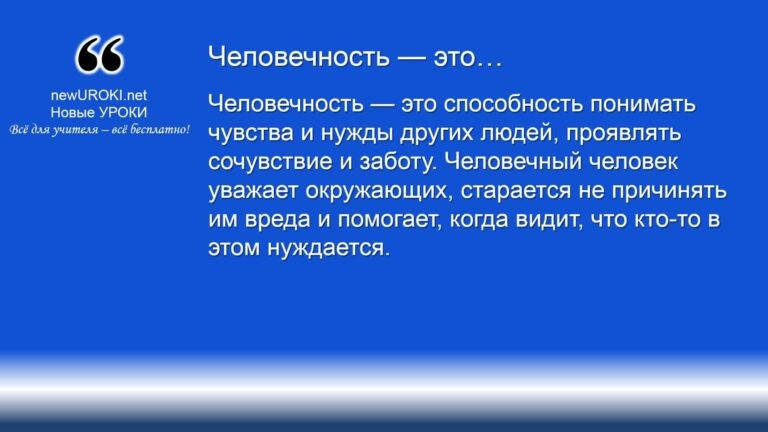 newUROKI.net
Новые УРОКИ
Всё для учителя – всё бесплатно!
Человечность — это…
Человечность — это способность понимать
чувства и нужды других людей, проявлять
сочувствие и заботу. Человечный человек
уважает окружающих, старается не причинять
им вреда и помогает, когда видит, что кто-то в
этом нуждается.